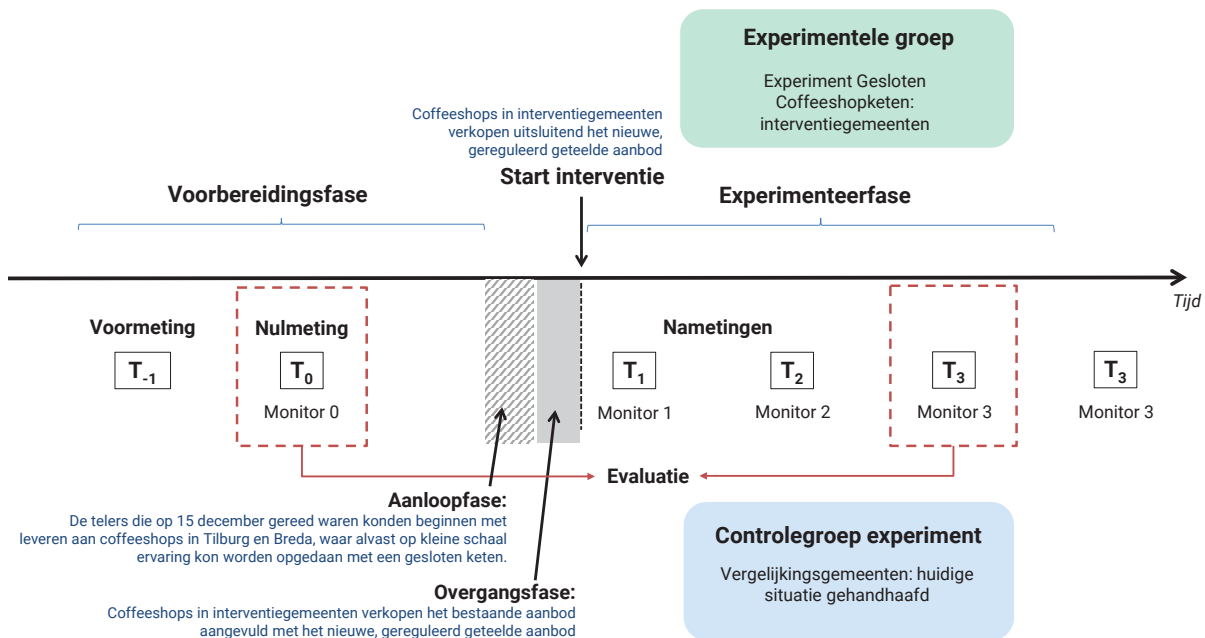 Experimentele groep
Experiment Gesloten
Coffeeshopketen:
interventiegemeenten
Coffeeshops in interventiegemeenten
verkopen uitsluitend het nieuwe,
gereguleerd geteelde aanbod
Start interventie
Voorbereidingsfase
Experimenteerfase
Tijd
Voormeting
Nulmeting
Nametingen
T-1
T0
T1
T2
T3
T3
Monitor 0
Monitor 1
Monitor 2
Monitor 3
Monitor 3
Evaluatie
Aanloopfase:
De telers die op 15 december gereed waren konden beginnen met
leveren aan coffeeshops in Tilburg en Breda, waar alvast op kleine schaal
ervaring kon worden opgedaan met een gesloten keten.
Overgangsfase:
Coffeeshops in interventiegemeenten verkopen het bestaande aanbod
aangevuld met het nieuwe, gereguleerd geteelde aanbod
Controlegroep experiment
Vergelijkingsgemeenten: huidige
situatie gehandhaafd